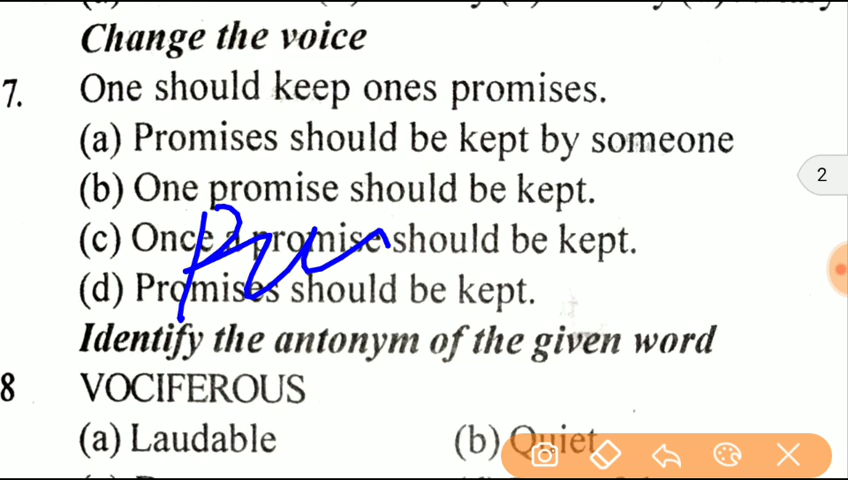 Change the voice
7. One should keep ones promises.
(a) Promises should be kept by someone
2
(b) One promise should be kept.
(c) Once a promise should be kept.
(d) Promises should be kept.
Identify the antonym of the given word
8 VOCIFEROUS
(a) Laudable (b) Quiet